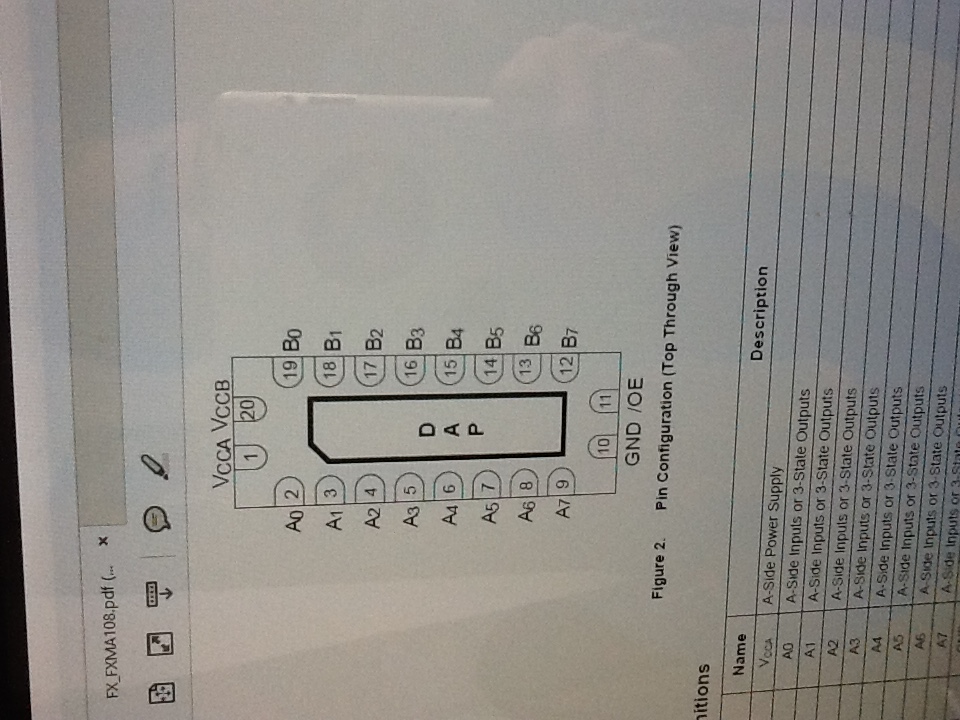 FX_FXMA108.pdf (... ×
VCCA VCCB
1 20
A0 2 19 B0
A1 3 18 B1
A2 4 17 B2
A3 5 16 B3
A4 6 15 B4
A5 7 14 B5
A6 8 13 B6
A7 9 12 B7
D
A
P
10 11
GND /OE
Figure 2. Pin Configuration (Top Through View)
nitions
Name Description
VCCA A-Side Power Supply
A0 A-Side Inputs or 3-State Outputs
A1 A-Side Inputs or 3-State Outputs
A2 A-Side Inputs or 3-State Outputs
A3 A-Side Inputs or 3-State Outputs
A4 A-Side Inputs or 3-State Outputs
A5 A-Side Inputs or 3-State Outputs
A6 A-Side Inputs or 3-State Outputs
A7 A-Side Inputs or 3-State Outputs